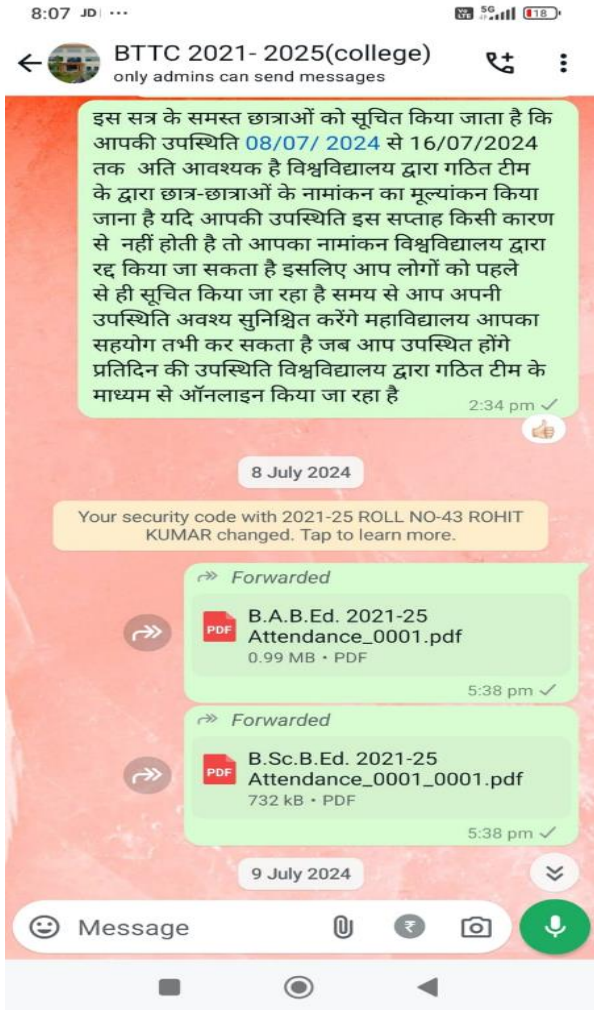 8:07 JD ...
Vo LTE 5G 18
BTTC 2021- 2025(college)
only admins can send messages
इस सत्र के समस्त छात्राओं को सूचित किया जाता है कि
आपकी उपस्थिति 08/07/ 2024 से 16/07/2024
तक अति आवश्यक है विश्वविद्यालय द्वारा गठित टीम
के द्वारा छात्र-छात्राओं के नामांकन का मूल्यांकन किया
जाना है यदि आपकी उपस्थिति इस सप्ताह किसी कारण
से नहीं होती है तो आपका नामांकन विश्वविद्यालय द्वारा
रद्द किया जा सकता है इसलिए आप लोगों को पहले
से ही सूचित किया जा रहा है समय से आप अपनी
उपस्थिति अवश्य सुनिश्चित करेंगे महाविद्यालय आपका
सहयोग तभी कर सकता है जब आप उपस्थित होंगे
प्रतिदिन की उपस्थिति विश्वविद्यालय द्वारा गठित टीम के
माध्यम से ऑनलाइन किया जा रहा है
2:34 pm
8 July 2024
Your security code with 2021-25 ROLL NO-43 ROHIT
KUMAR changed. Tap to learn more.
Forwarded
PDF
B.A.B.Ed. 2021-25
Attendance_0001.pdf
0.99 MB • PDF
5:38 pm
Forwarded
PDF
B.Sc.B.Ed. 2021-25
Attendance_0001_0001.pdf
732 kB • PDF
5:38 pm
9 July 2024
Message
₹